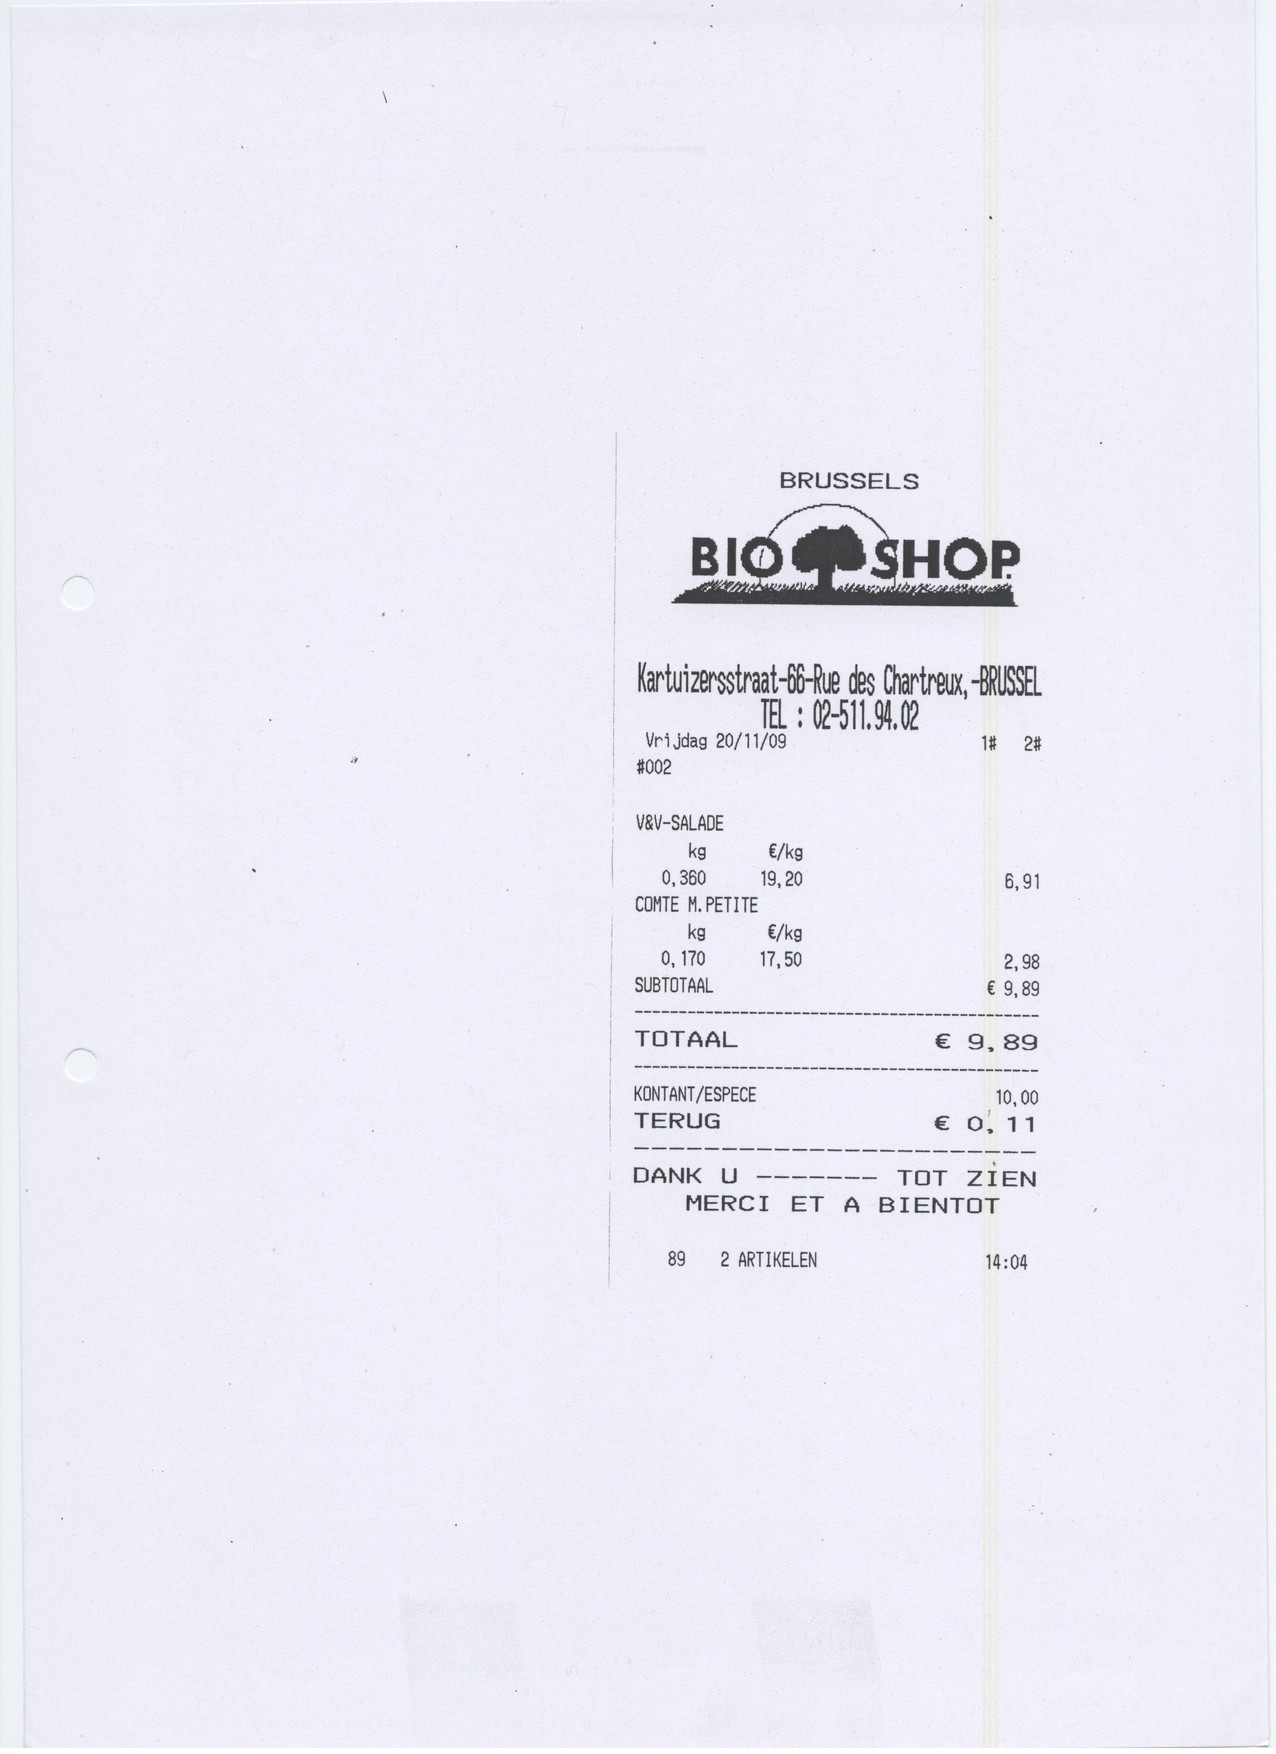 BRUSSELS
BIO SHOP
Kartuizersstraat-66-Rue des Chartreux,-BRUSSEL
TEL : 02-511.94.02
Vrijdag 20/11/09 1# 2#
#002
V&V-SALADE
kg €/kg
0,360 19,20 6,91
COMTE M.PETITE
kg €/kg
0,170 17,50 2,98
SUBTOTAAL € 9,89
TOTAAL € 9,89
KONTANT/ESPECE 10,00
TERUG € 0,11
DANK U ------- TOT ZIEN
MERCI ET A BIENTOT
89 2 ARTIKELEN 14:04